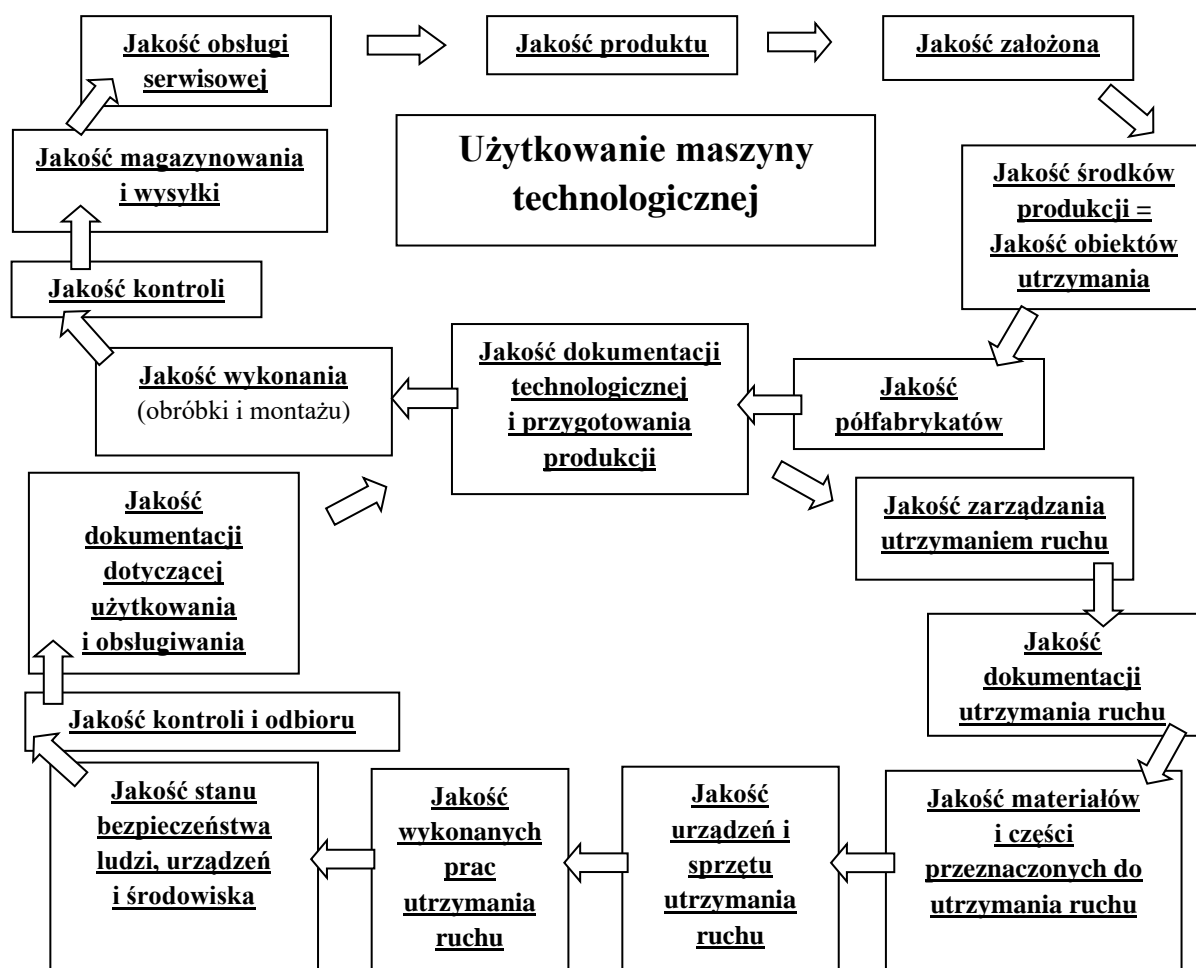 Jakość obsługi
serwisowej
Jakość produktu
Jakość założona
Użytkowanie maszyny
technologicznej
Jakość magazynowania
i wysyłki
Jakość środków
produkcji =
Jakość obiektów
utrzymania
Jakość kontroli
Jakość wykonania
(obróbki i montażu)
Jakość dokumentacji
technologicznej
i przygotowania
produkcji
Jakość
półfabrykatów
Jakość
dokumentacji
dotyczącej
użytkowania
i obsługiwania
Jakość zarządzania
utrzymaniem ruchu
Jakość
dokumentacji
utrzymania ruchu
Jakość kontroli i odbioru
Jakość stanu
bezpieczeństwa
ludzi, urządzeń
i środowiska
Jakość
wykonanych
prac
utrzymania
ruchu
Jakość
urządzeń i
sprzętu
utrzymania
ruchu
Jakość materiałów
i części
przeznaczonych do
utrzymania ruchu